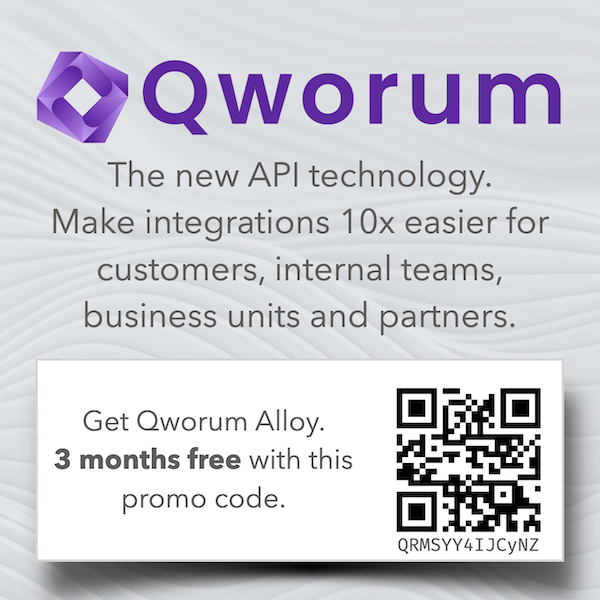 Qworum
The new API technology.
Make integrations 10x easier for
customers, internal teams,
business units and partners.
Get Qworum Alloy.
3 months free with this
promo code.
QRMSYY4IJCyNZ